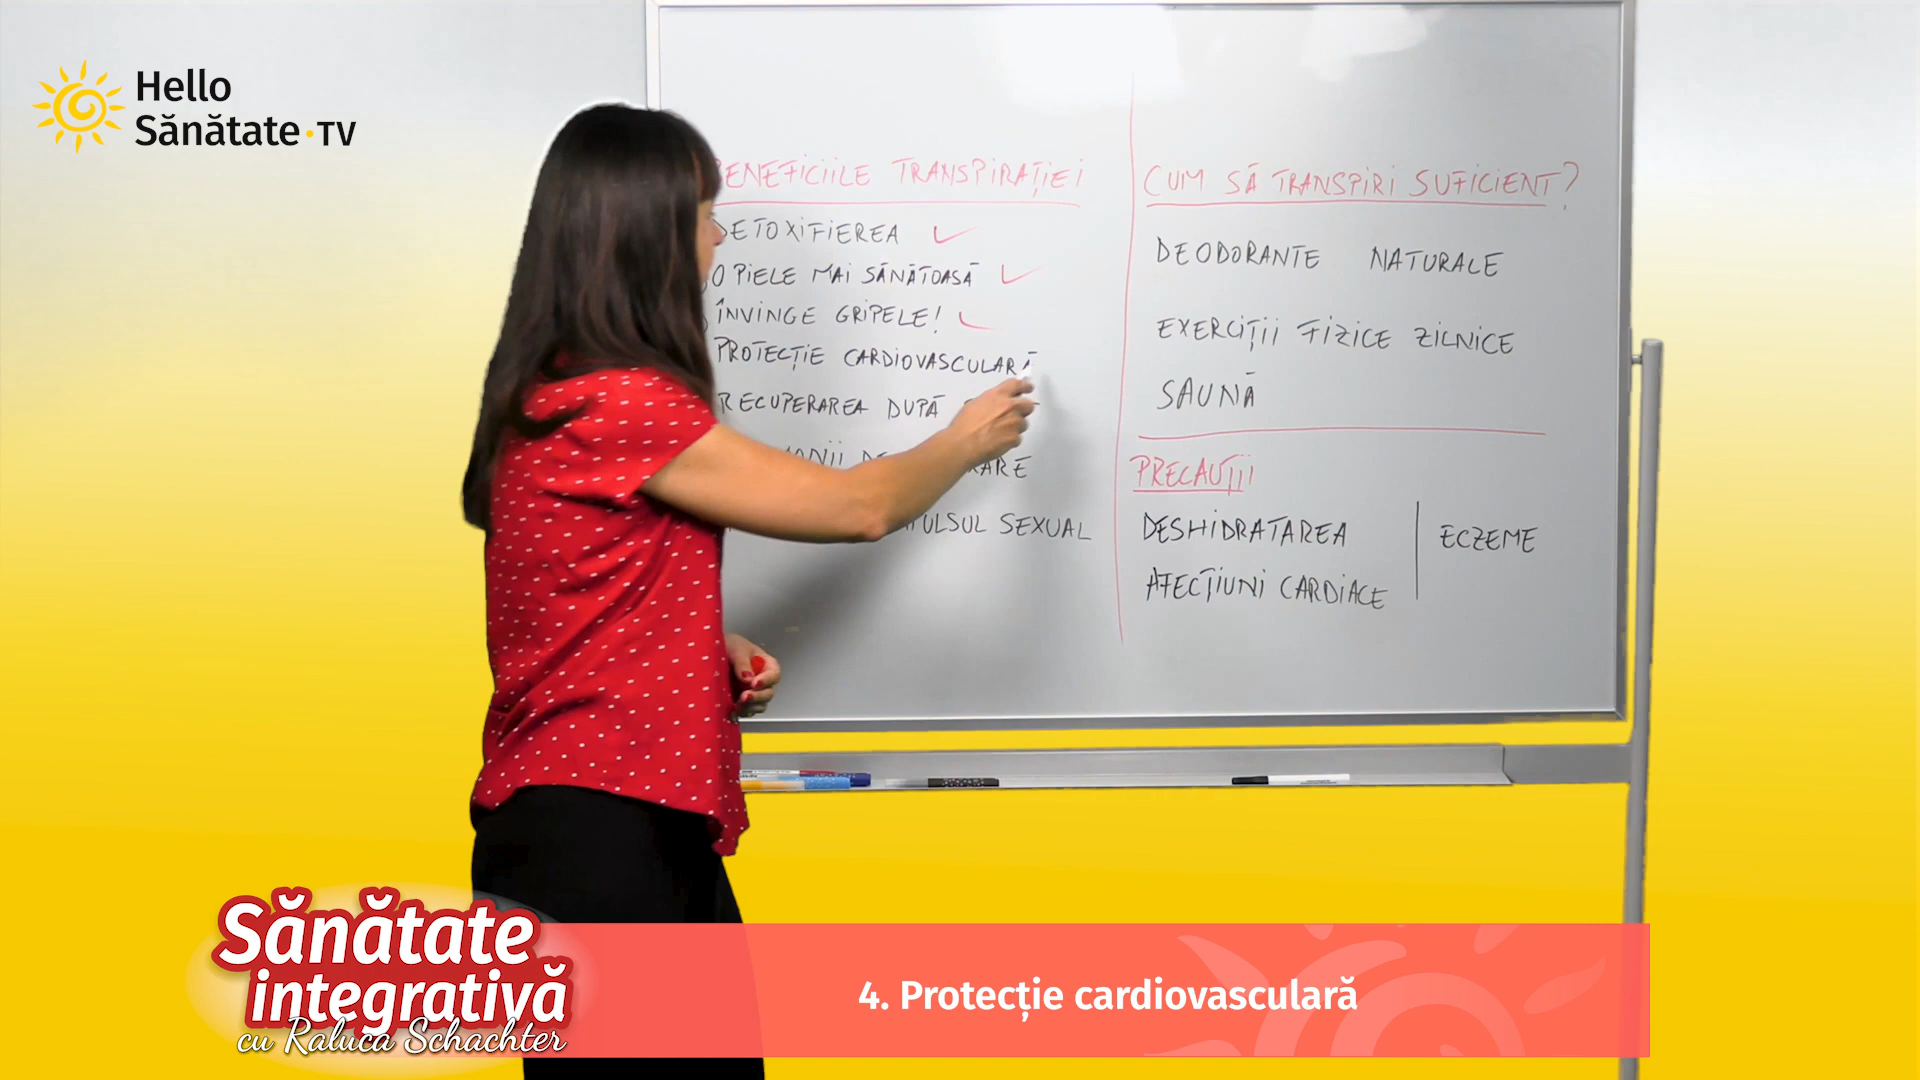 Hello
Sănătate·TV
BENEFICIILE TRANSPIRAȚIEI
DETOXIFIEREA
O PIELE MAI SĂNĂTOASĂ
ÎNVINGE GRIPELE!
PROTECȚIE CARDIOVASCULARĂ
RECUPERAREA DUPĂ
SEXUAL
CUM SĂ TRANSPIRI SUFICIENT?
DEODORANTE NATURALE
EXERCIȚII FIZICE ZILNICE
SAUNĂ
PRECAUȚII
DESHIDRATAREA
AFECȚIUNI CARDIACE
ECZEME
Sănătate
integrativă
cu Raluca Schachter
4. Protecție cardiovasculară